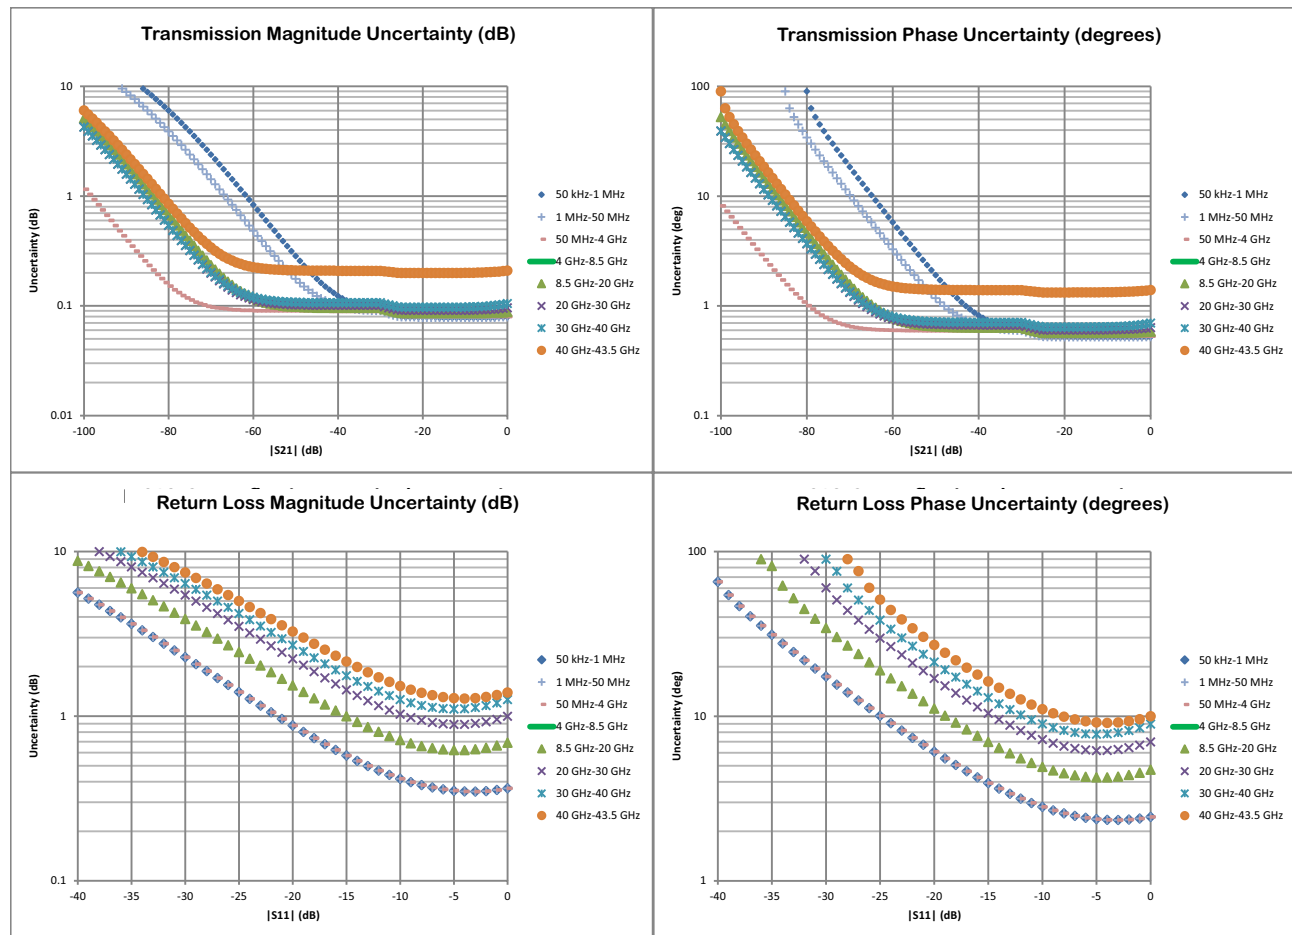 Transmission Magnitude Uncertainty (dB)
Uncertainty (dB)
10
1
0.1
0.01
-100
-80
-60
-40
-20
0
|S21| (dB)
50 kHz-1 MHz
1 MHz-50 MHz
50 MHz-4 GHz
4 GHz-8.5 GHz
8.5 GHz-20 GHz
20 GHz-30 GHz
30 GHz-40 GHz
40 GHz-43.5 GHz
Transmission Phase Uncertainty (degrees)
Uncertainty (deg)
100
10
1
0.1
-100
-80
-60
-40
-20
0
|S21| (dB)
50 kHz-1 MHz
1 MHz-50 MHz
50 MHz-4 GHz
4 GHz-8.5 GHz
8.5 GHz-20 GHz
20 GHz-30 GHz
30 GHz-40 GHz
40 GHz-43.5 GHz
Return Loss Magnitude Uncertainty (dB)
Uncertainty (dB)
10
1
0.1
-40
-35
-30
-25
-20
-15
-10
-5
0
|S11| (dB)
50 kHz-1 MHz
1 MHz-50 MHz
50 MHz-4 GHz
4 GHz-8.5 GHz
8.5 GHz-20 GHz
20 GHz-30 GHz
30 GHz-40 GHz
40 GHz-43.5 GHz
Return Loss Phase Uncertainty (degrees)
Uncertainty (deg)
100
10
1
-40
-35
-30
-25
-20
-15
-10
-5
0
|S11| (dB)
50 kHz-1 MHz
1 MHz-50 MHz
50 MHz-4 GHz
4 GHz-8.5 GHz
8.5 GHz-20 GHz
20 GHz-30 GHz
30 GHz-40 GHz
40 GHz-43.5 GHz